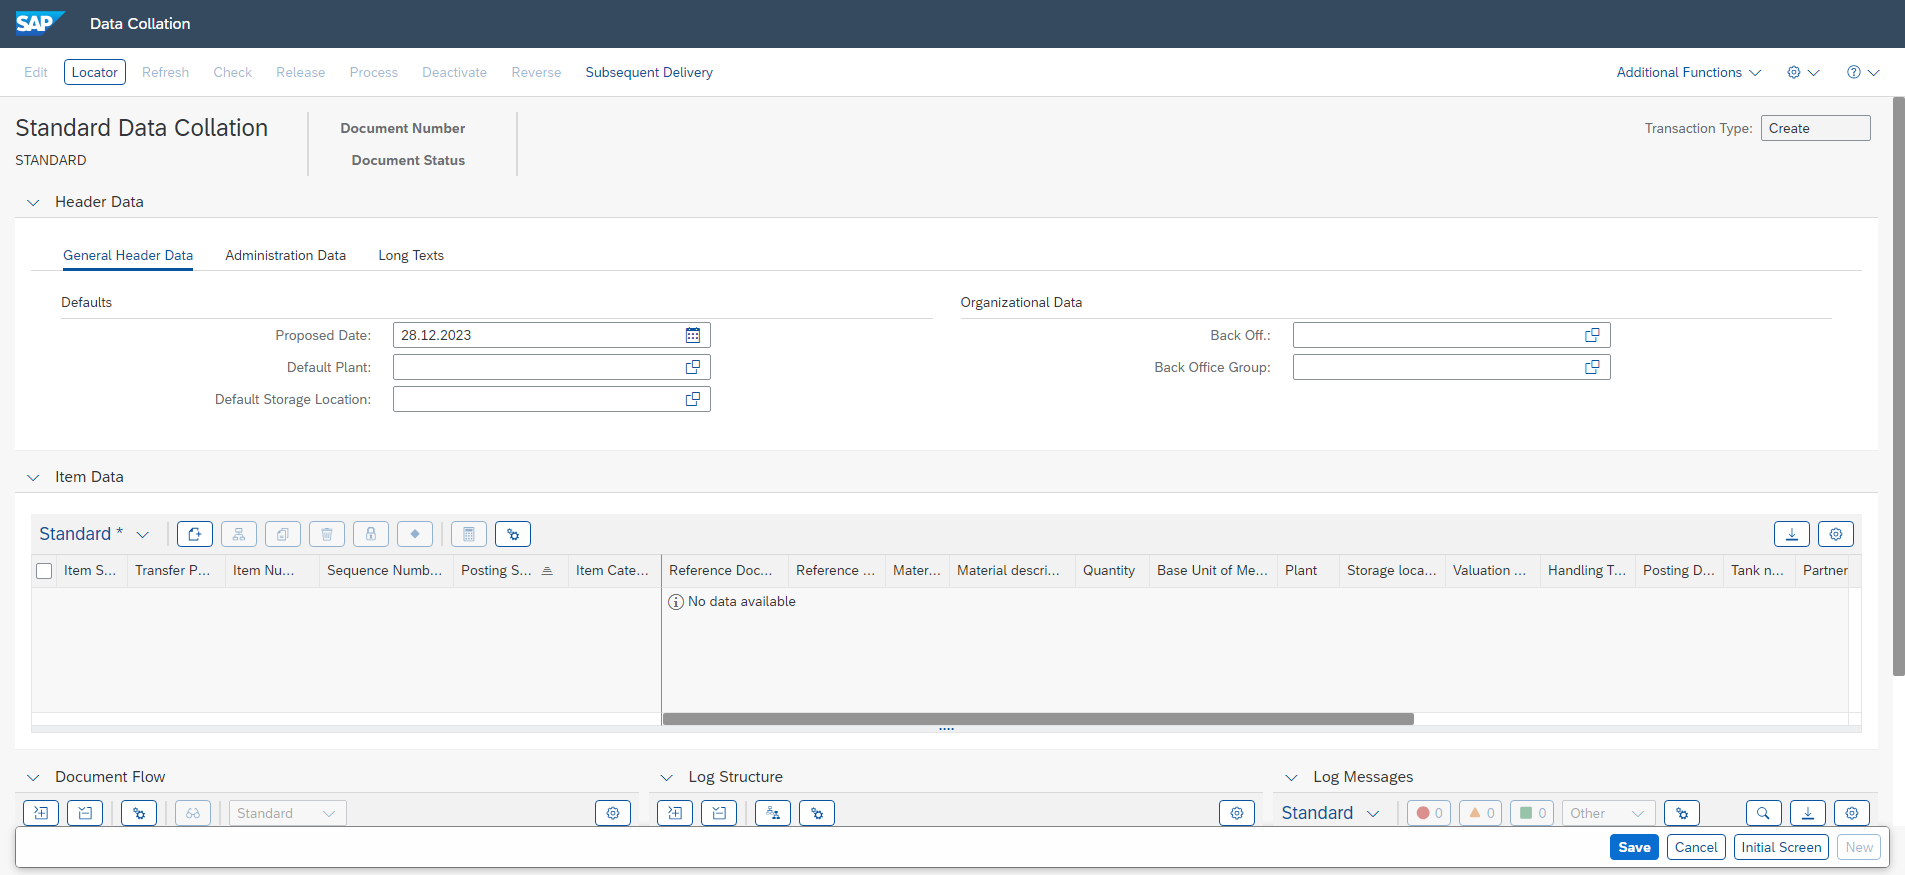 SAP Data Collation
Edit Locator Refresh Check Release Process Deactivate Reverse Subsequent Delivery Additional Functions
Standard Data Collation Document Number Transaction Type: Create
STANDARD Document Status
Header Data
General Header Data Administration Data Long Texts
Defaults Organizational Data
Proposed Date: 28.12.2023 Back Off.:
Default Plant: Back Office Group:
Default Storage Location:
Item Data
Standard *
Item S... Transfer P... Item Nu... Sequence Numb... Posting S... Item Cate... Reference Doc... Reference ... Mater... Material descri... Quantity Base Unit of Me... Plant Storage loca... Valuation ... Handling T... Posting D... Tank n... Partner
No data available
Document Flow Log Structure Log Messages
Standard Standard 0 0 0 Other
Save Cancel Initial Screen New